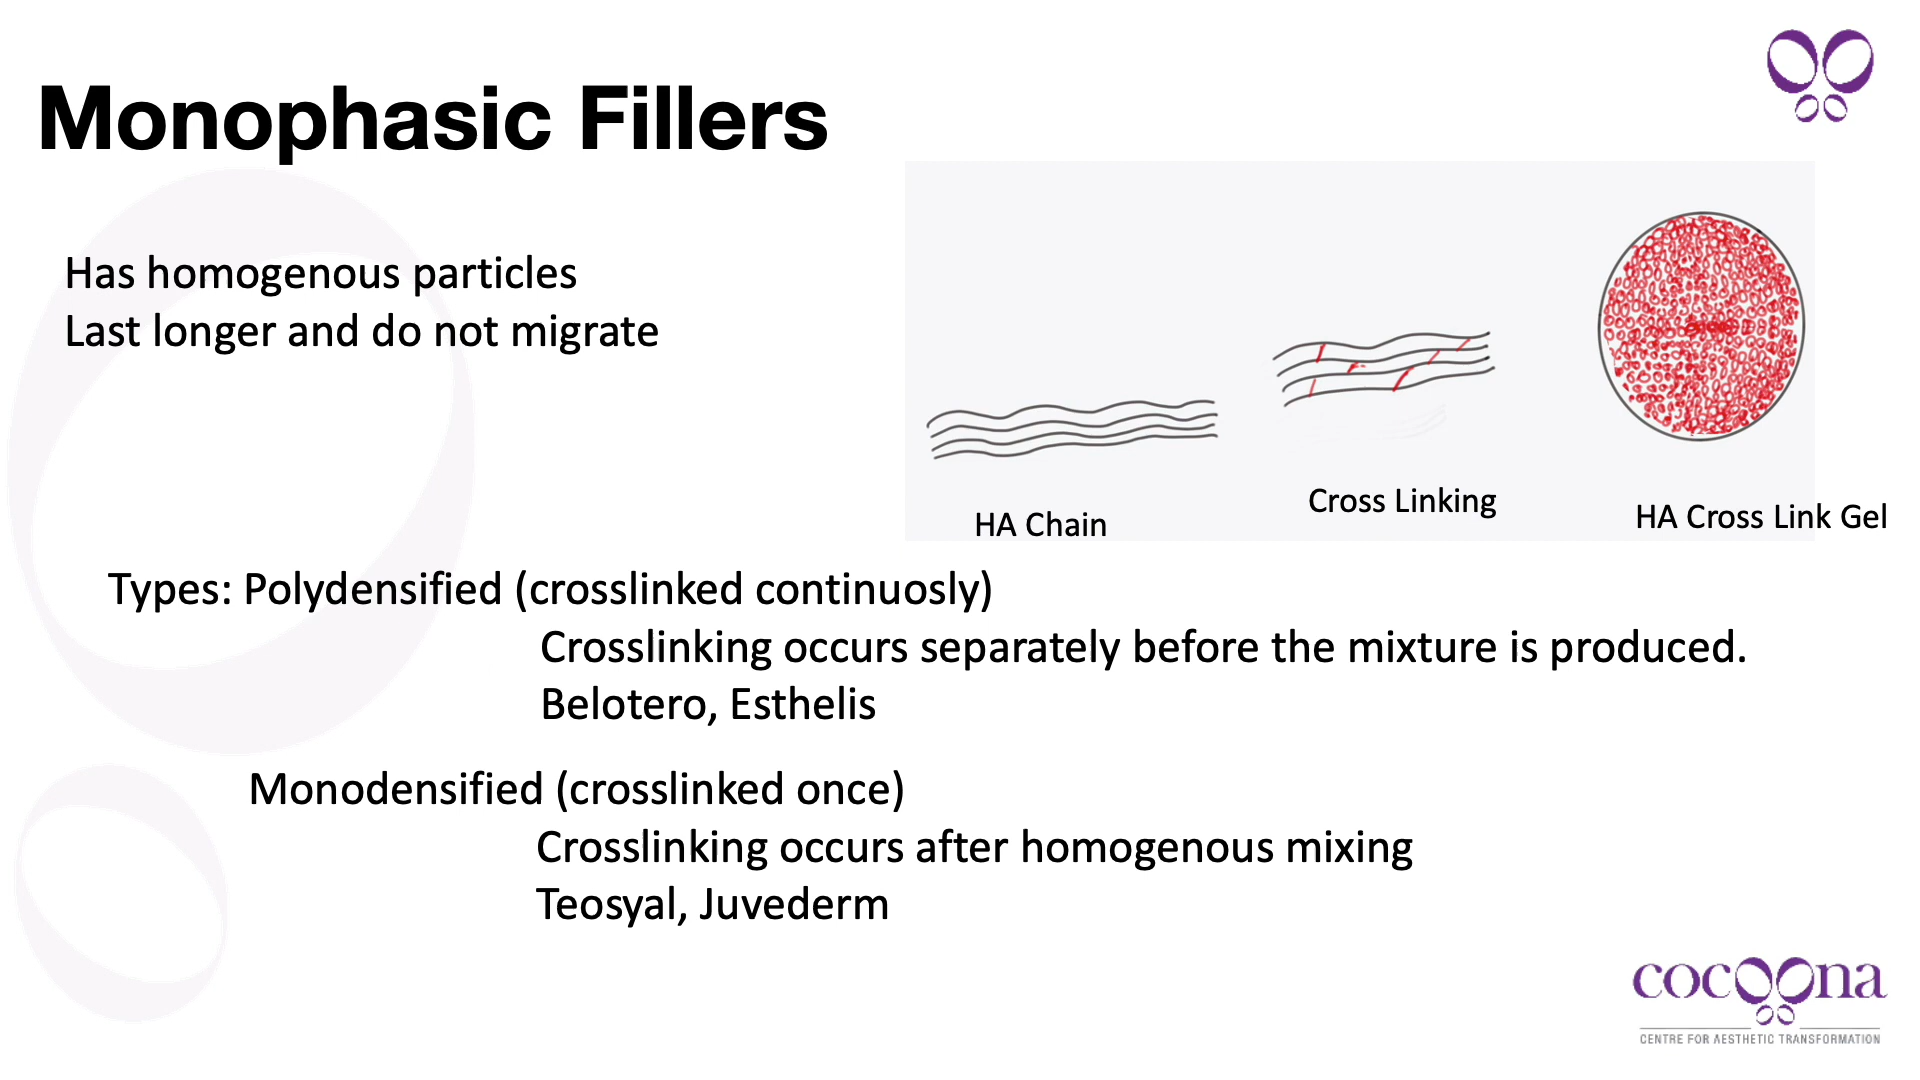 Monophasic Fillers
Has homogenous particles
Last longer and do not migrate
HA Chain
Cross Linking
HA Cross Link Gel
Types: Polydensified (crosslinked continuosly)
Crosslinking occurs separately before the mixture is produced.
Belotero, Esthelis
Monodensified (crosslinked once)
Crosslinking occurs after homogenous mixing
Teosyal, Juvederm
cocoona
CENTRE FOR AESTHETIC TRANSFORMATION